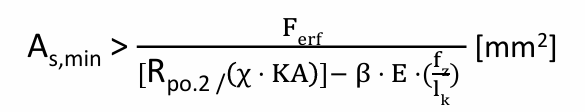 A_s,min > F_erf / ([R_po.2 / (χ · KA)] − β · E · (f_z / l_k)) [mm²]